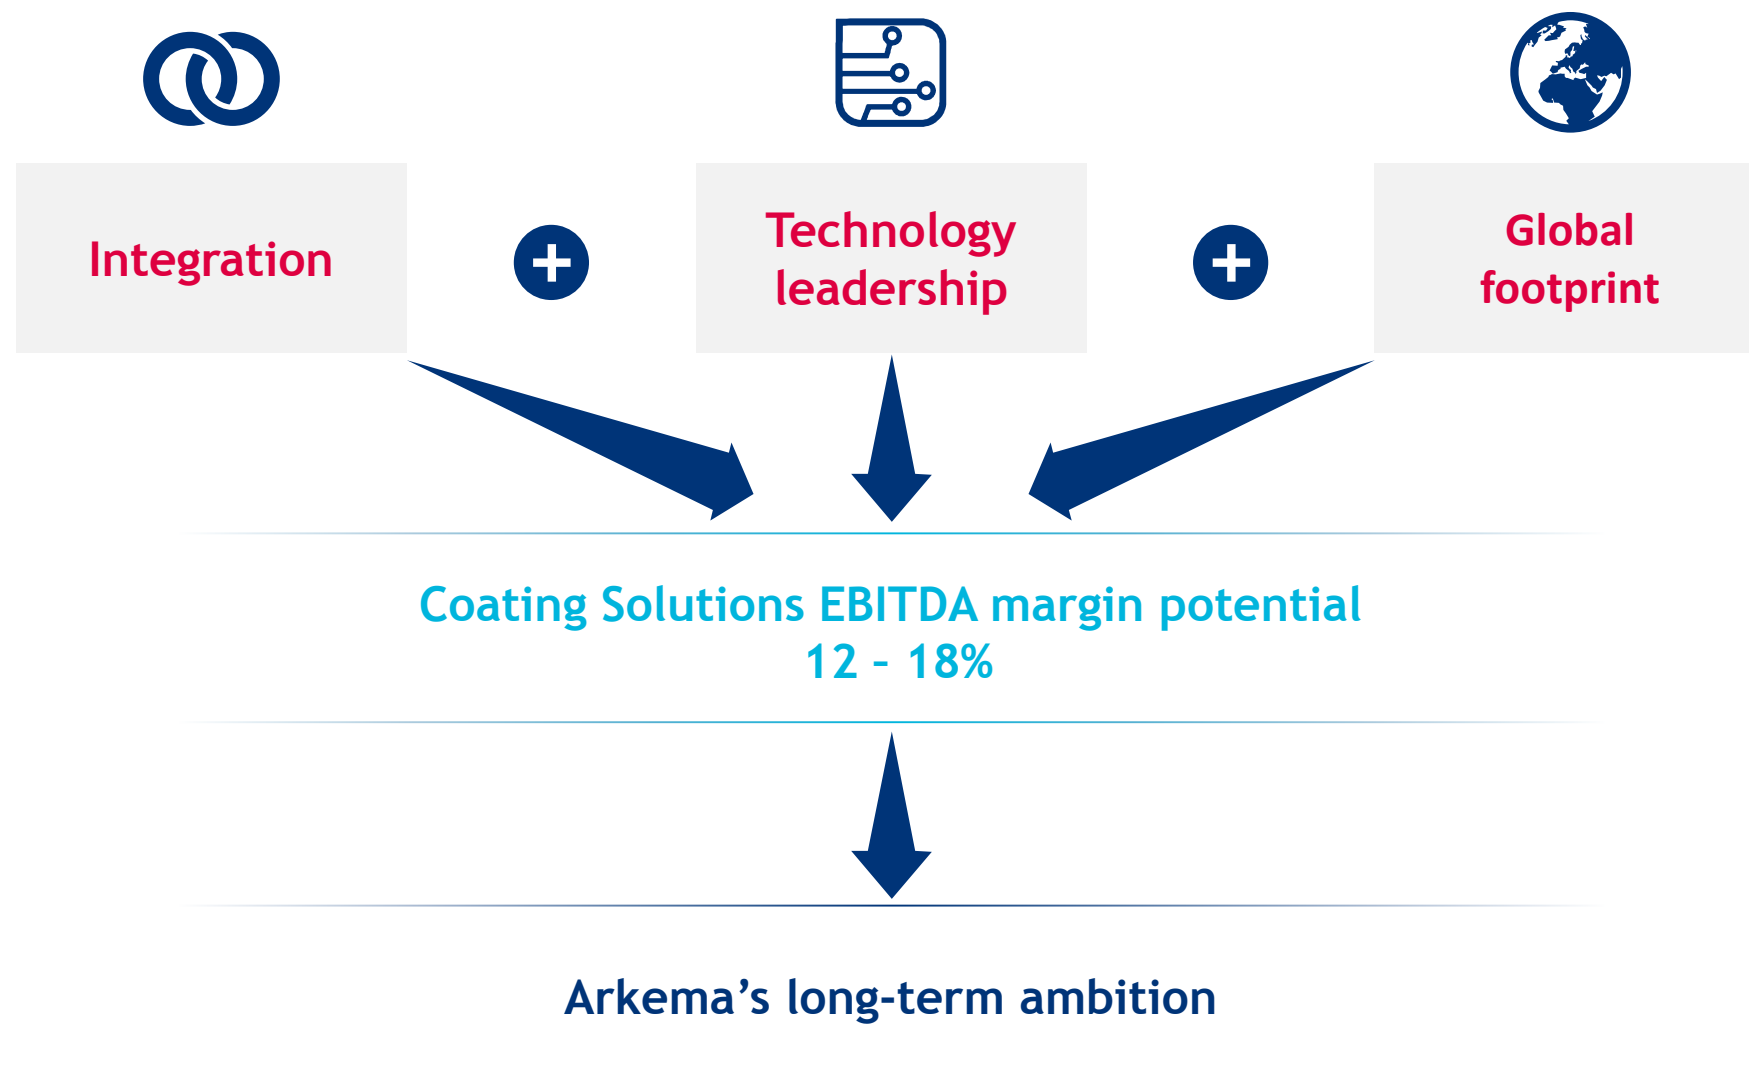 Integration
Technology
leadership
Global
footprint
Coating Solutions EBITDA margin potential
12 – 18%
Arkema’s long-term ambition